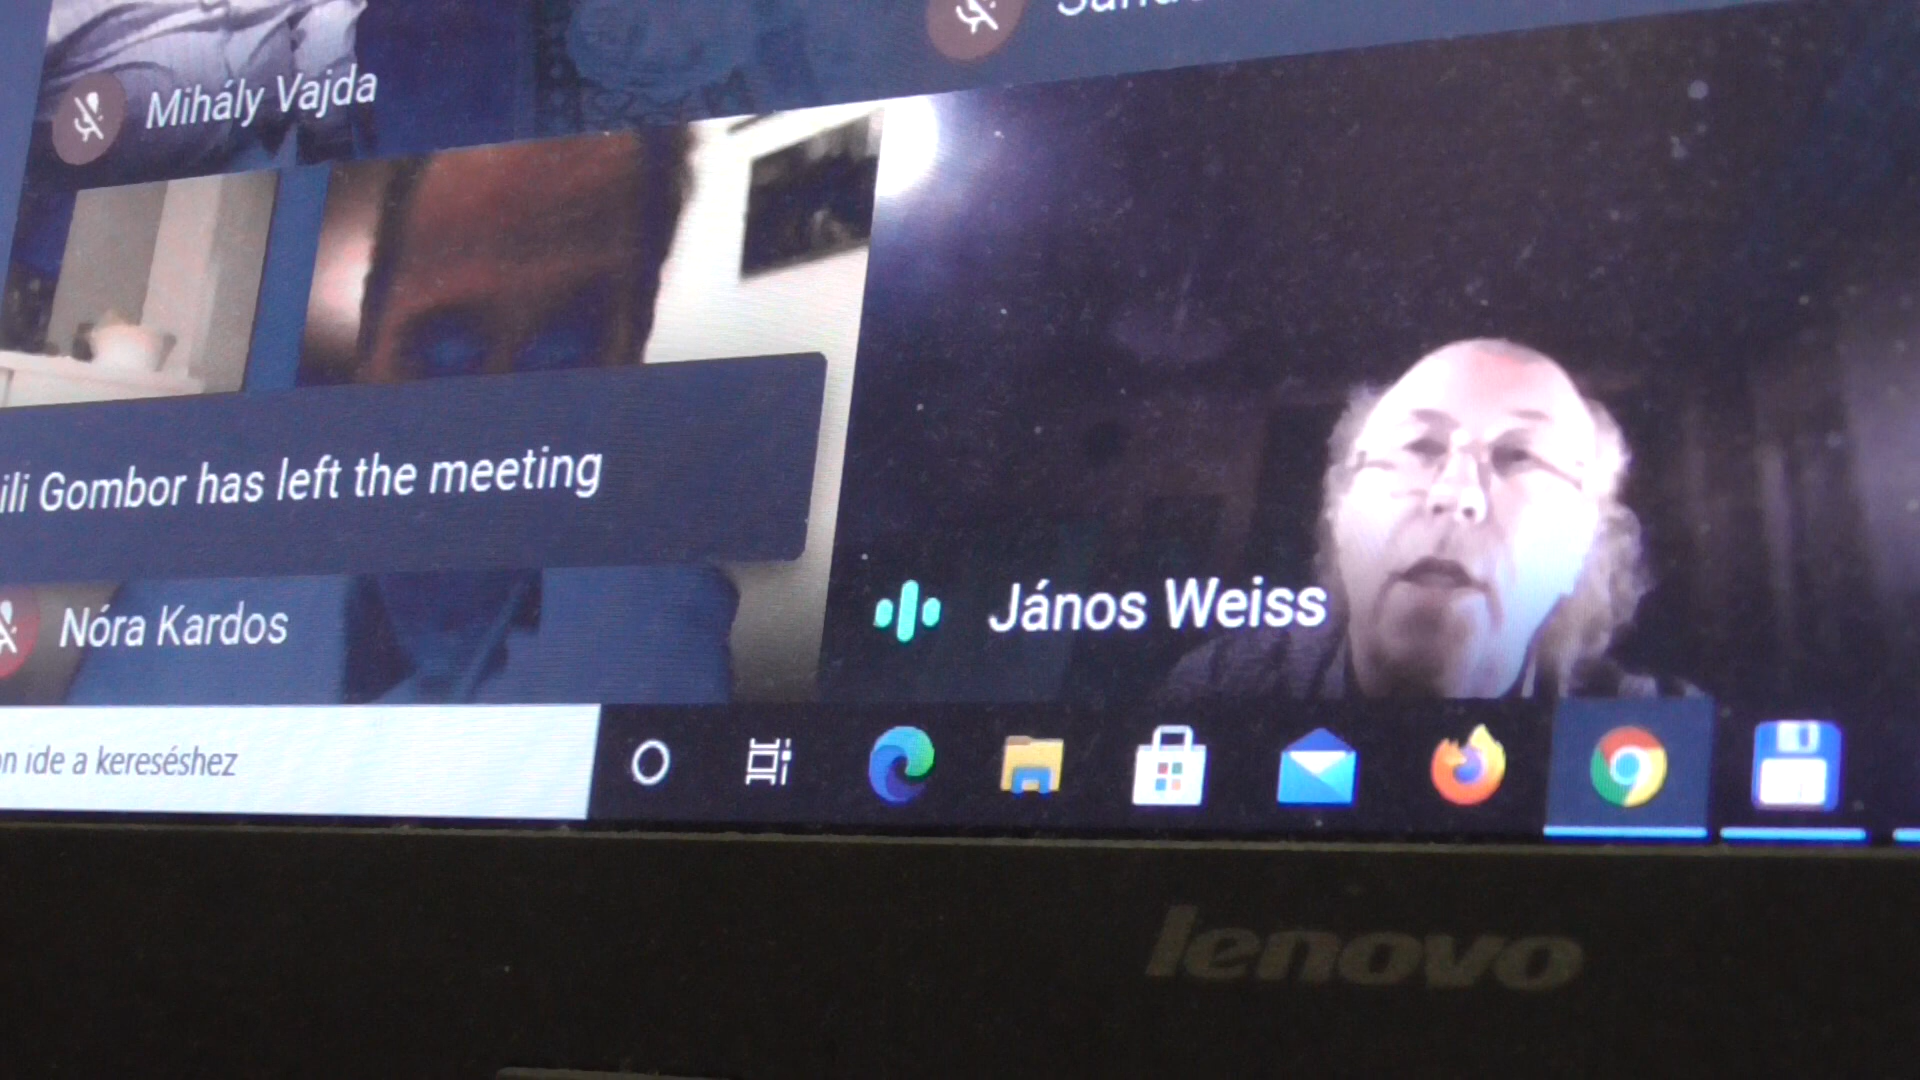 Mihály Vajda
ili Gombor has left the meeting
Nóra Kardos
János Weiss
ide a kereséshez
lenovo